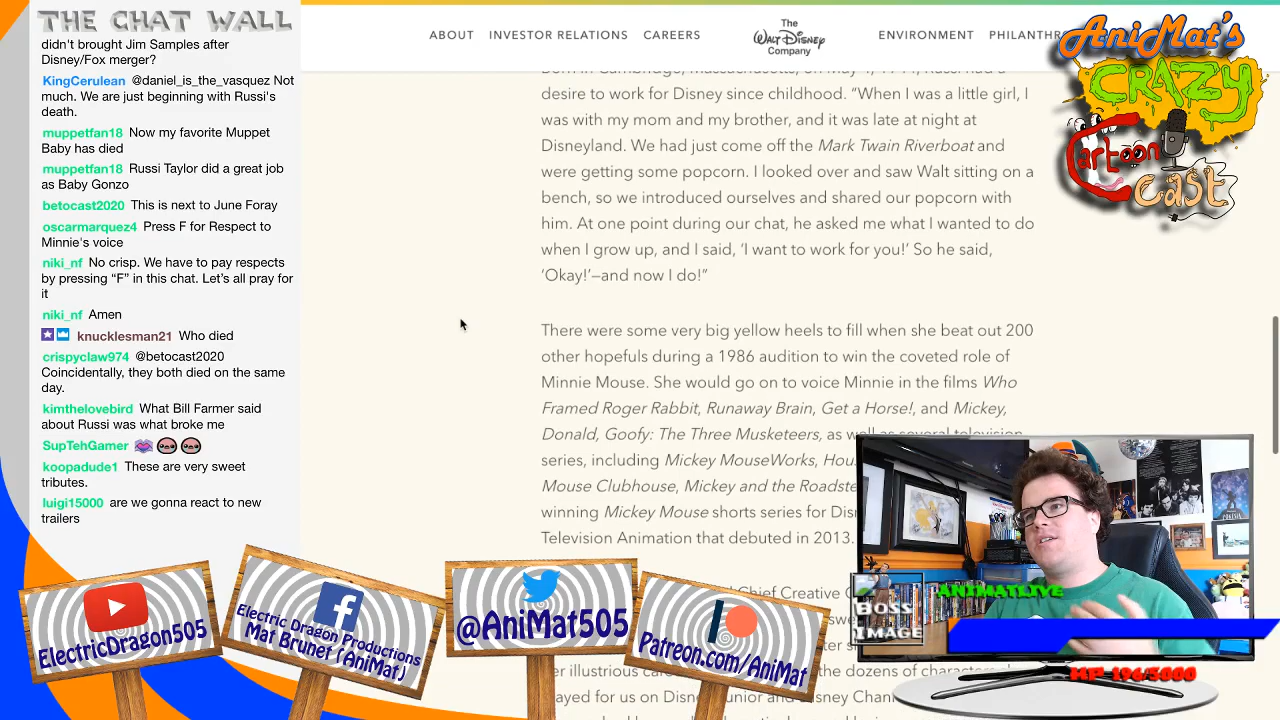 THE CHAT WALL
didn't brought Jim Samples after
Disney/Fox merger?
KingCerulean @daniel_is_the_vasquez Not
much. We are just beginning with Russi's
death.
muppetfan18 Now my favorite Muppet
Baby has died
muppetfan18 Russi Taylor did a great job
as Baby Gonzo
betocast2020 This is next to June Foray
oscarmarquez4 Press F for Respect to
Minnie's voice
niki_nf No crisp. We have to pay respects
by pressing “F” in this chat. Let’s all pray for
it
niki_nf Amen
knucklesman21 Who died
crispyclaw974 @betocast2020
Coincidentally, they both died on the same
day.
kimthelovebird What Bill Farmer said
about Russi was what broke me
SupTehGamer
koopadude1 These are very sweet
tributes.
luigi15000 are we gonna react to new
trailers
ABOUT INVESTOR RELATIONS CAREERS The Walt Disney Company ENVIRONMENT PHILANTHR
desire to work for Disney since childhood. “When I was a little girl, I
was with my mom and my brother, and it was late at night at
Disneyland. We had just come off the Mark Twain Riverboat and
were getting some popcorn. I looked over and saw Walt sitting on a
bench, so we introduced ourselves and shared our popcorn with
him. At one point during our chat, he asked me what I wanted to do
when I grow up, and I said, ‘I want to work for you!’ So he said,
‘Okay!’—and now I do!”
There were some very big yellow heels to fill when she beat out 200
other hopefuls during a 1986 audition to win the coveted role of
Minnie Mouse. She would go on to voice Minnie in the films Who
Framed Roger Rabbit, Runaway Brain, Get a Horse!, and Mickey,
Donald, Goofy: The Three Musketeers, as well as several television
series, including Mickey MouseWorks, Hou
Mouse Clubhouse, Mickey and the Roadste
winning Mickey Mouse shorts series for Dis
Television Animation that debuted in 2013.
Chief Creative
the dozens of
AniMat's
CRAZY
Cartoon
Cast
ElectricDragon505
Electric Dragon Productions
Mat Brunet (AniMat)
@AniMat505
Patreon.com/AniMat
BOSS
IMAGE
ANIMATLIVE
HP 196/5000